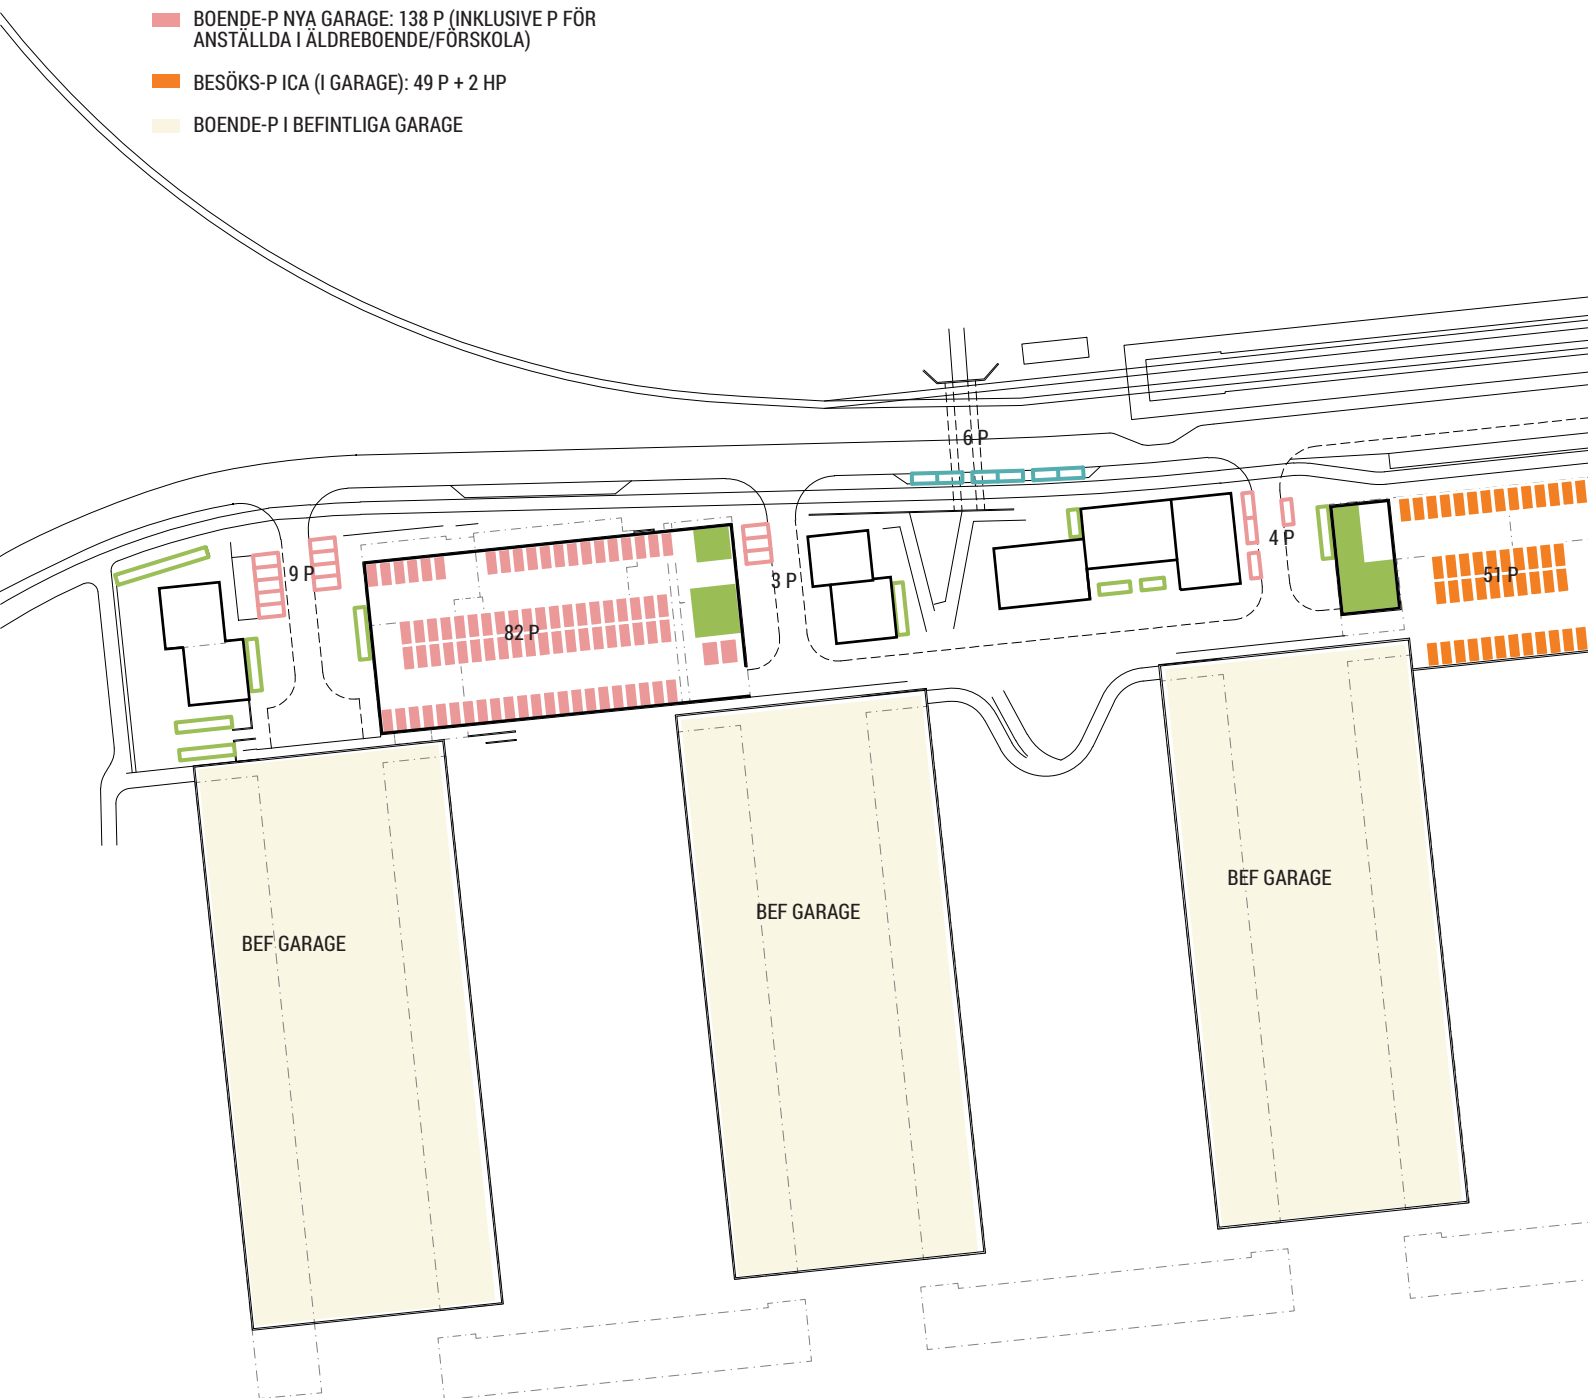 BOENDE-P NYA GARAGE: 138 P (INKLUSIVE P FÖR
ANSTÄLLDA I ÄLDREBOENDE/FÖRSKOLA)
BESÖKS-P ICA (I GARAGE): 49 P + 2 HP
BOENDE-P I BEFINTLIGA GARAGE
6 P
4 P
9 P
3 P
51 P
82 P
BEF GARAGE
BEF GARAGE
BEF GARAGE